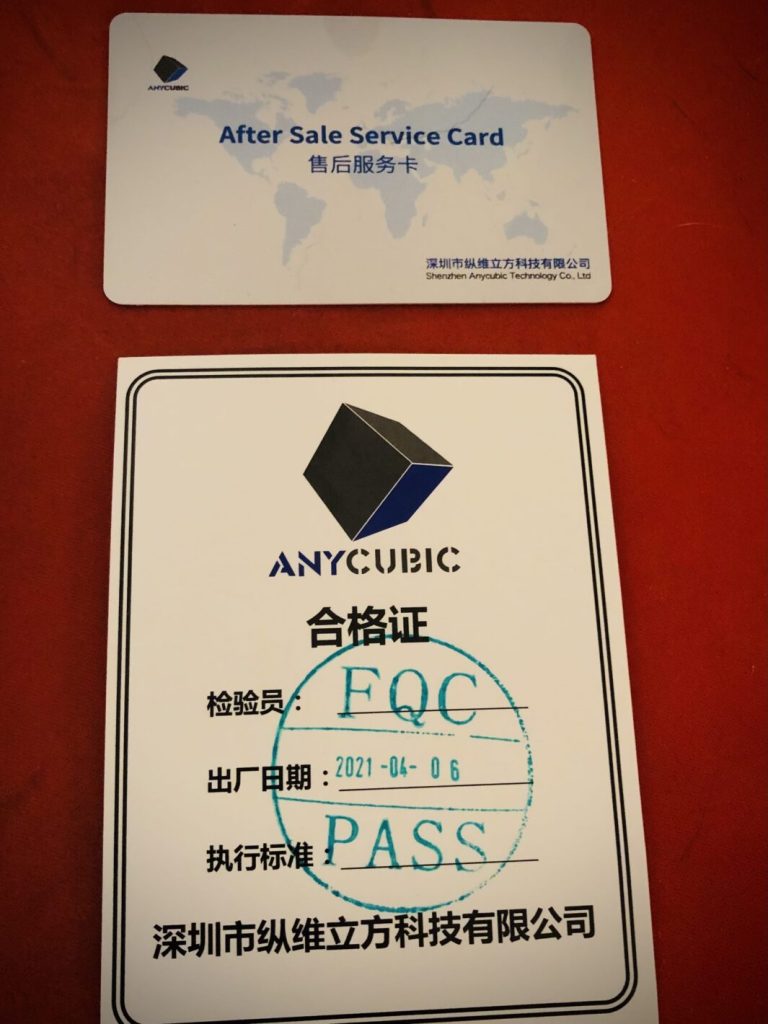 ANYCUBIC
After Sale Service Card
售后服务卡
深圳市纵维立方科技有限公司
Shenzhen Anycubic Technology Co., Ltd
ANYCUBIC
合格证
检验员：FQC
出厂日期：2021-04-06
执行标准：PASS
深圳市纵维立方科技有限公司